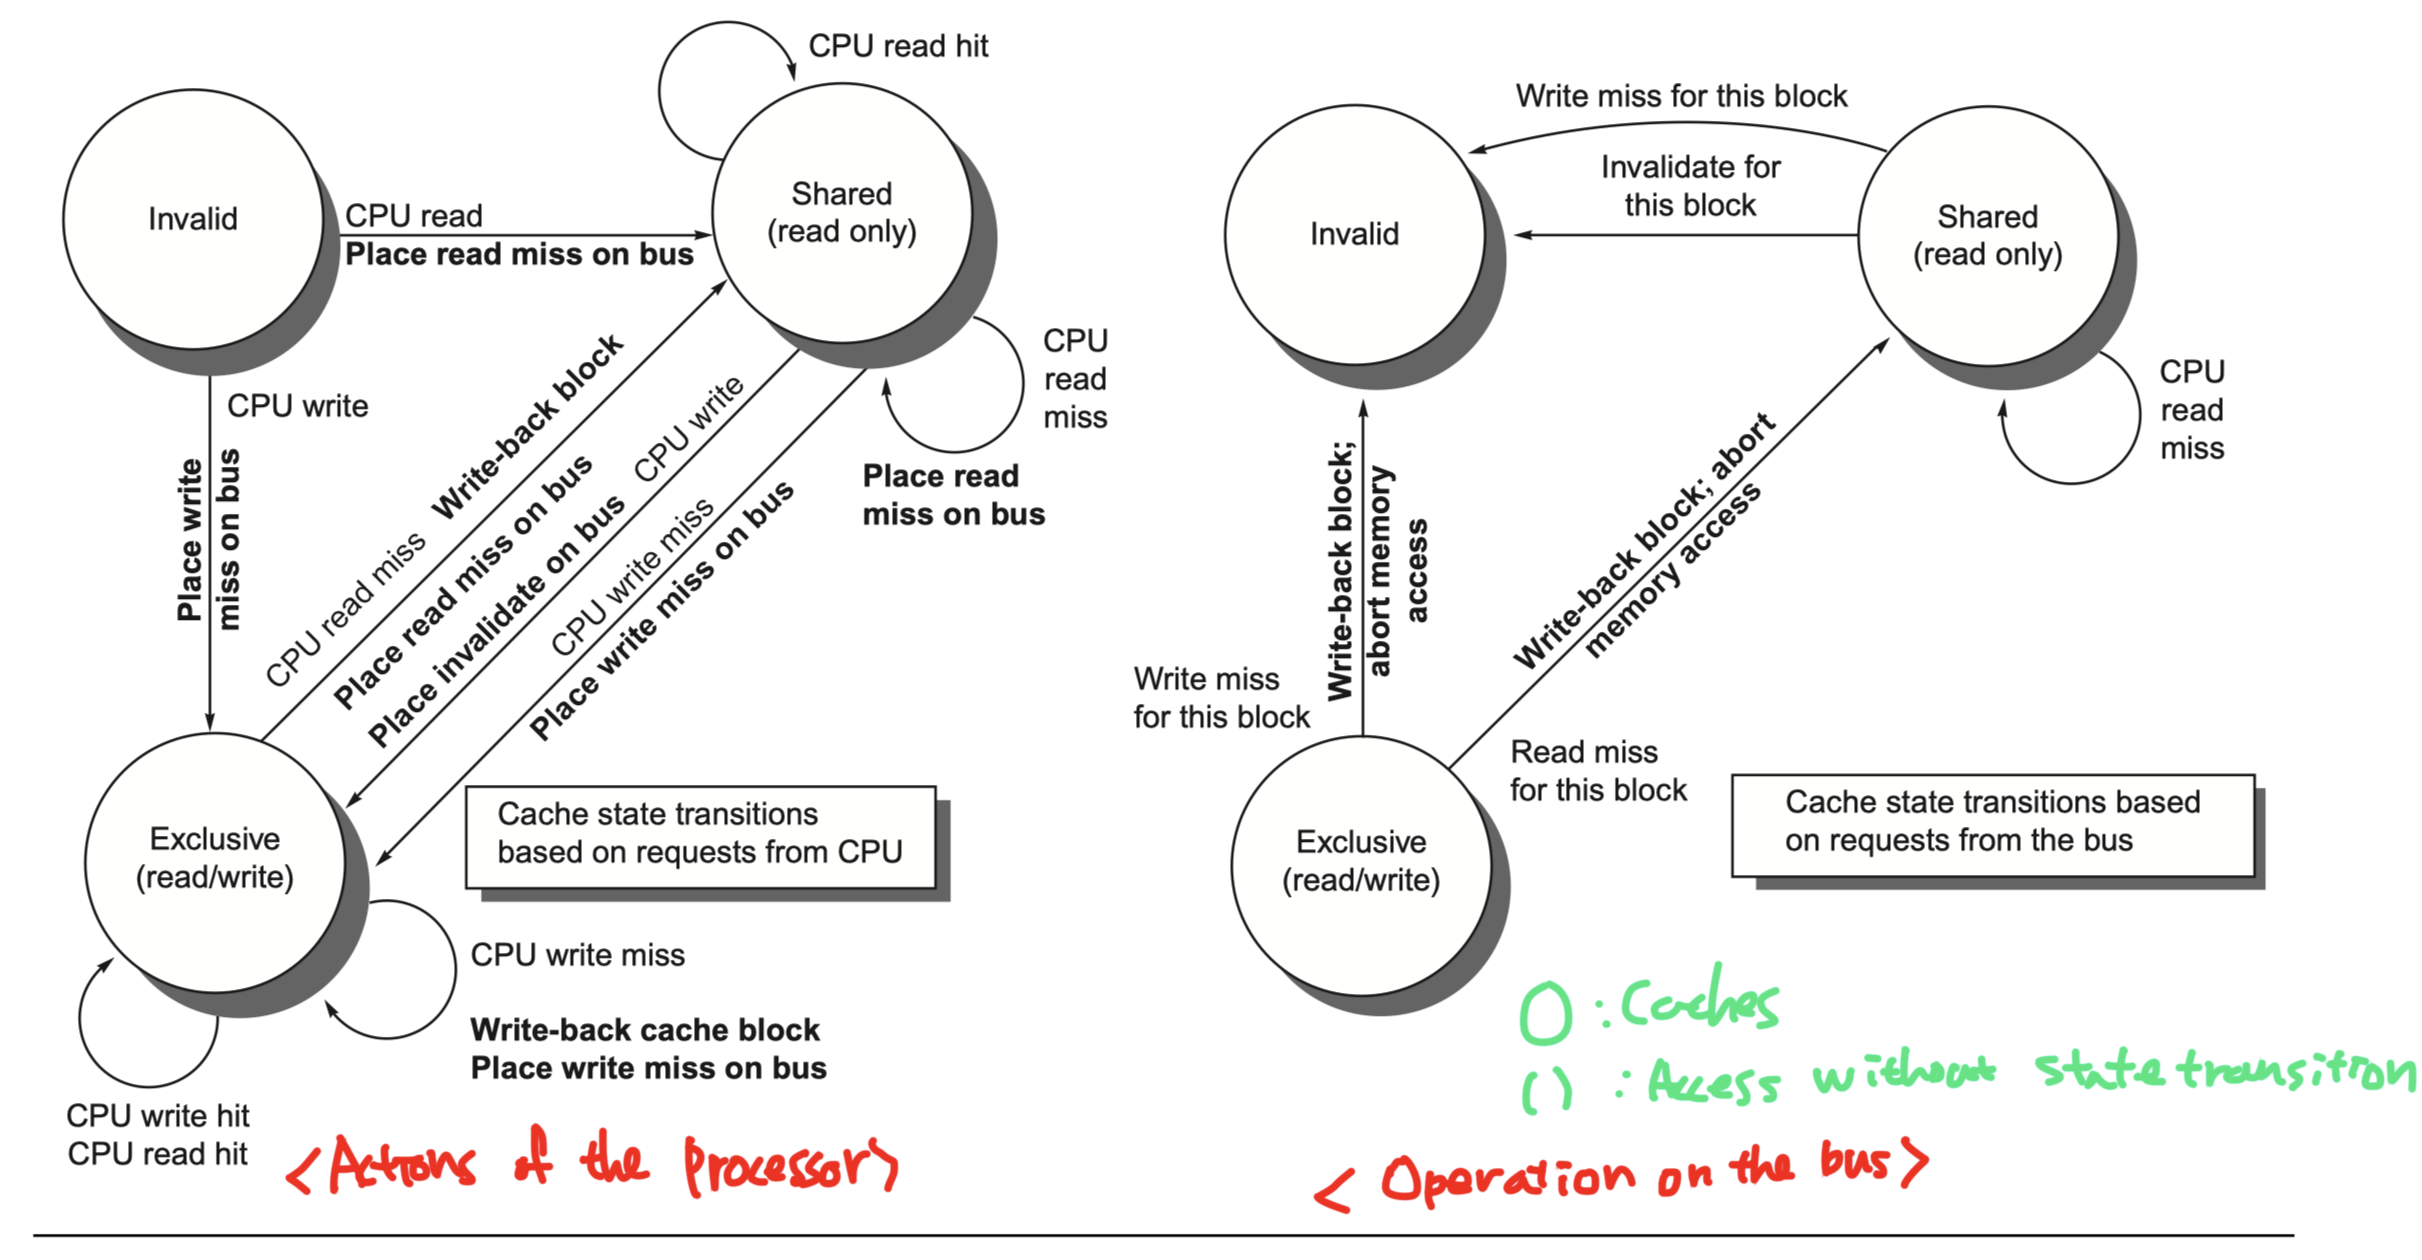 CPU read hit
Invalid
Shared
(read only)
CPU read
Place read miss on bus
CPU
read
miss
Place read
miss on bus
CPU write
Place write
miss on bus
CPU read miss Write-back block
Place read miss on bus
Place invalidate on bus CPU write
CPU write miss
Place write miss on bus
Exclusive
(read/write)
Cache state transitions
based on requests from CPU
CPU write miss
Write-back cache block
Place write miss on bus
CPU write hit
CPU read hit
<Actions of the processor>
Write miss for this block
Invalidate for
this block
Invalid
Shared
(read only)
CPU
read
miss
Write-back block;
abort memory
access
Write-back block; abort
memory access
Write miss
for this block
Read miss
for this block
Exclusive
(read/write)
Cache state transitions based
on requests from the bus
O : Caches
( ) : Access without state transition
< Operation on the bus>